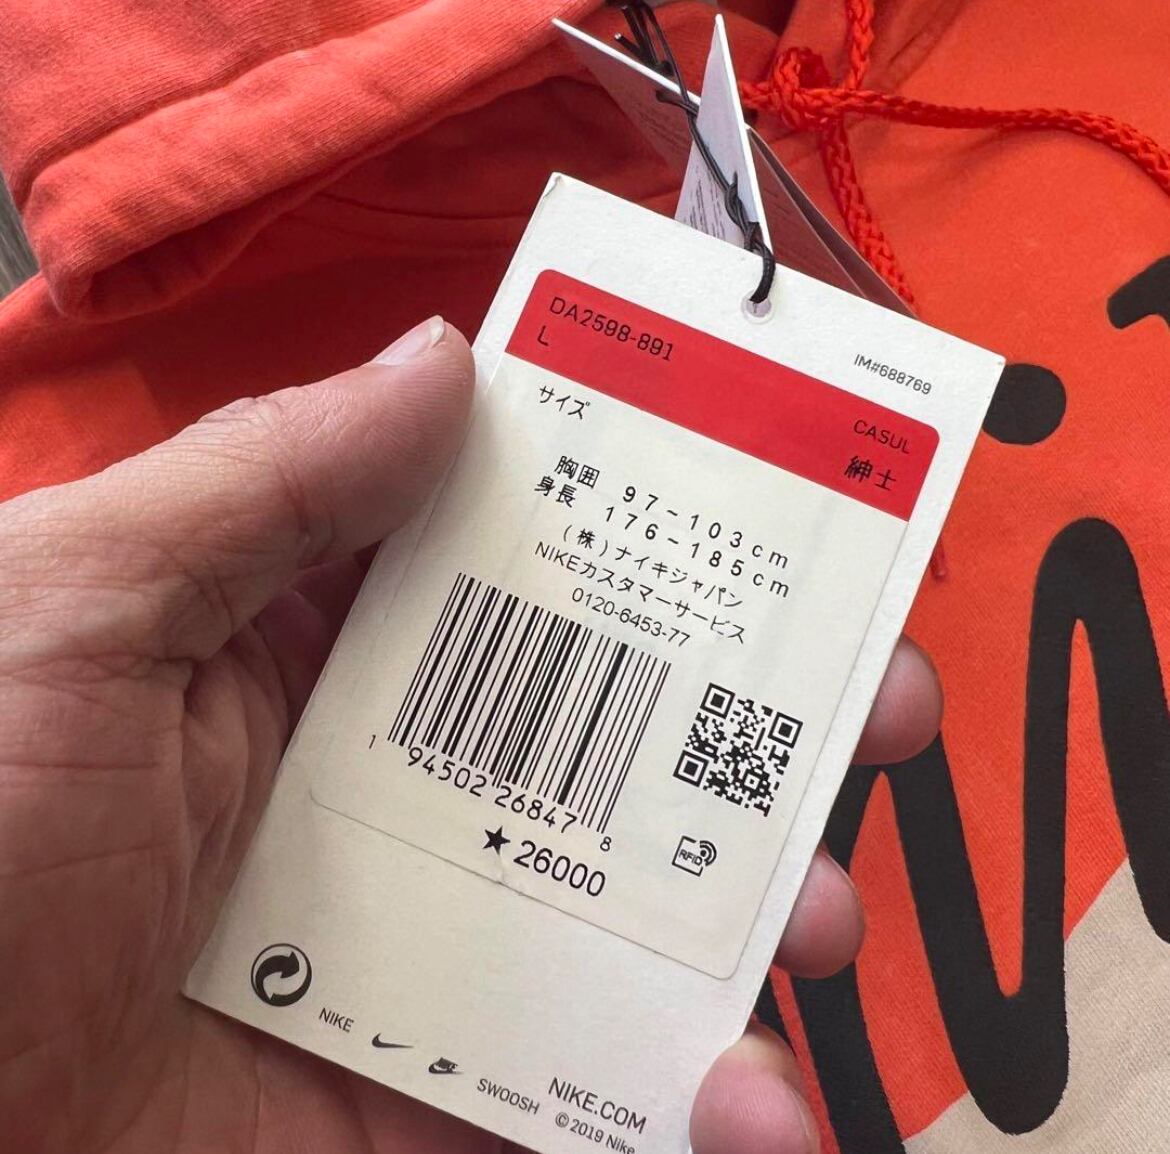 IM#688769
DA2598-891
L
CASUL
サイズ
紳士
胸囲 97-103cm
身長 176-185cm
(株)ナイキジャパン
NIKEカスタマーサービス
0120-6453-77
1 94502 26847 8
★26000
RFID
NIKE
SWOOSH
NIKE.COM
©2019 Nike